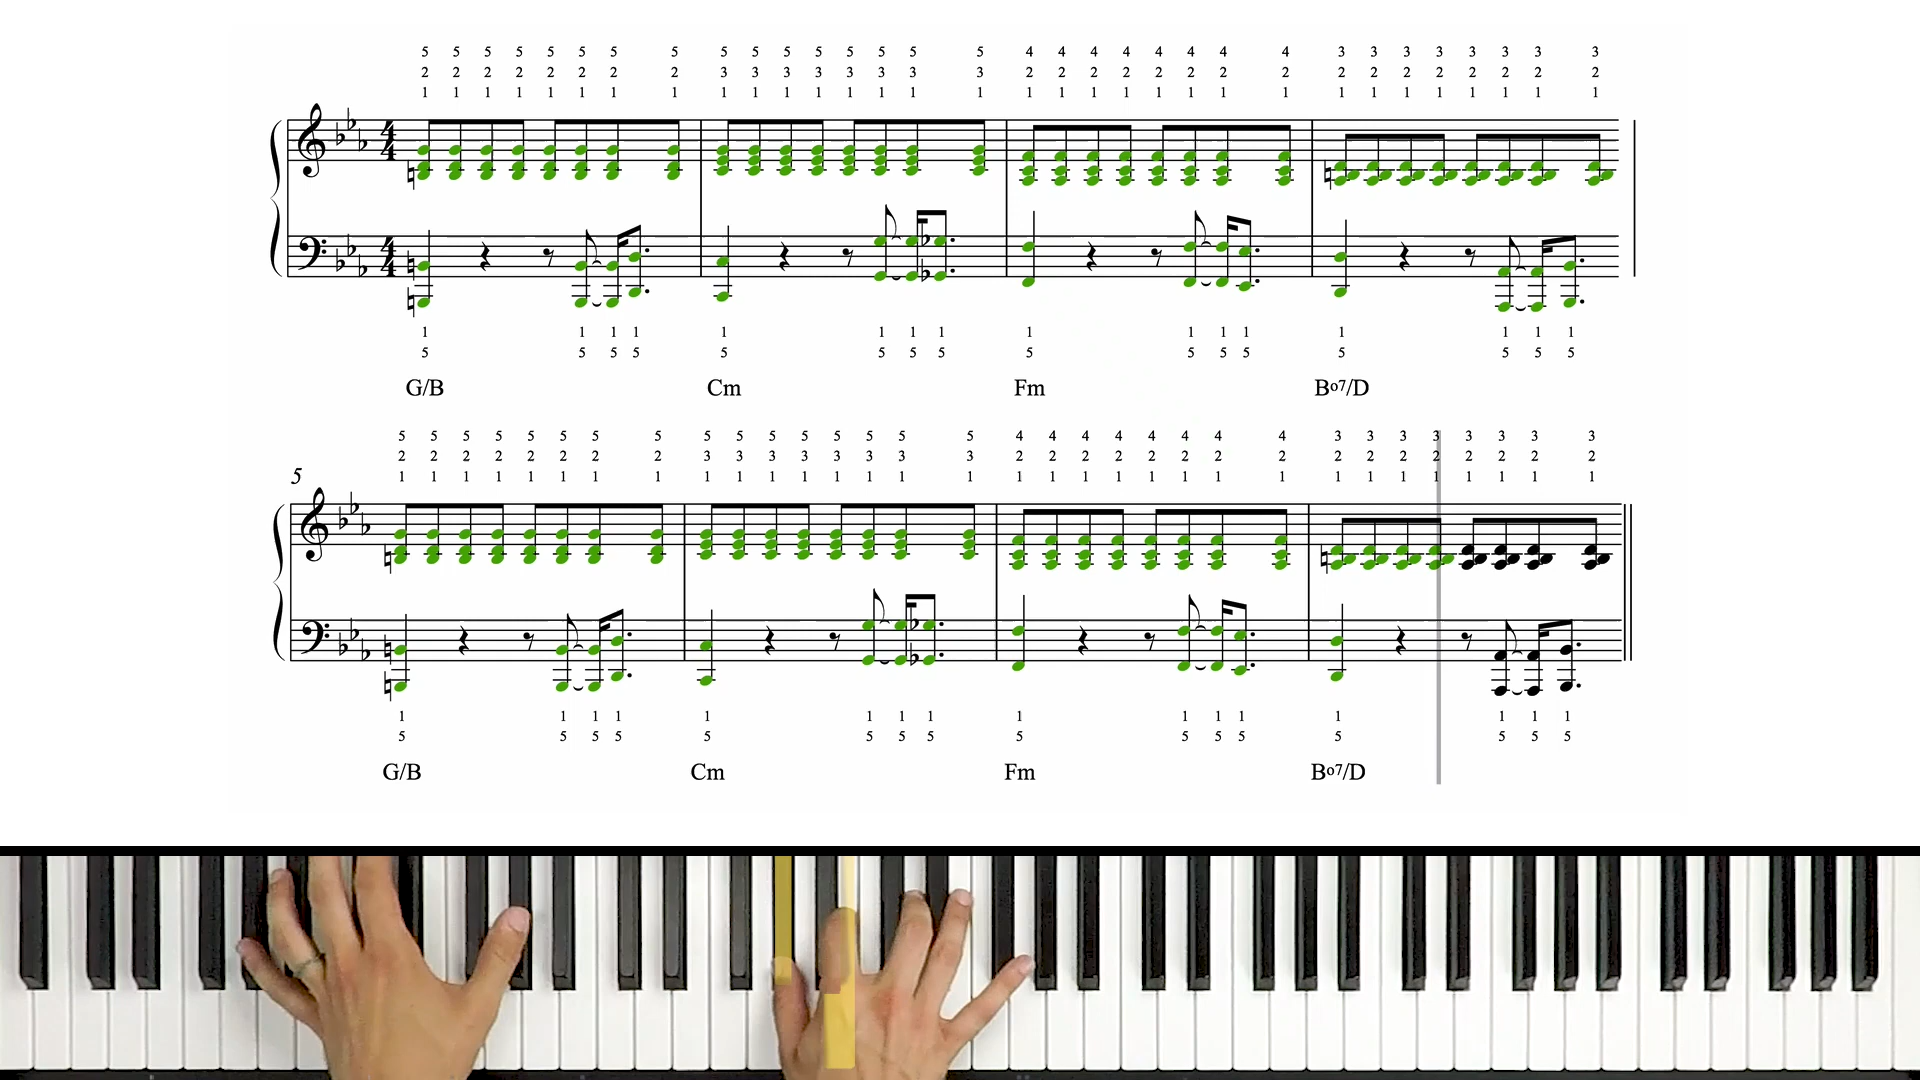 5 5 5 5 5 5 5 5 5 5 5 5 5 5 5 5 4 4 4 4 4 4 4 4 3 3 3 3 3 3 3 3
2 2 2 2 2 2 2 2 3 3 3 3 3 3 3 3 2 2 2 2 2 2 2 2 2 2 2 2 2 2 2 2
1 1 1 1 1 1 1 1 1 1 1 1 1 1 1 1 1 1 1 1 1 1 1 1 1 1 1 1 1 1 1 1
4
4
4
4
1 1 1 1 1 1 1 1 1 1 1 1 1 1 1 1
5 5 5 5 5 5 5 5 5 5 5 5 5 5 5 5
G/B Cm Fm Bo7/D
5 5 5 5 5 5 5 5 5 5 5 5 5 5 5 5 4 4 4 4 4 4 4 4 3 3 3 3 3 3 3 3
2 2 2 2 2 2 2 2 3 3 3 3 3 3 3 3 2 2 2 2 2 2 2 2 2 2 2 2 2 2 2 2
5 1 1 1 1 1 1 1 1 1 1 1 1 1 1 1 1 1 1 1 1 1 1 1 1 1 1 1 1 1 1 1 1
1 1 1 1 1 1 1 1 1 1 1 1 1 1 1 1
5 5 5 5 5 5 5 5 5 5 5 5 5 5 5 5
G/B Cm Fm Bo7/D